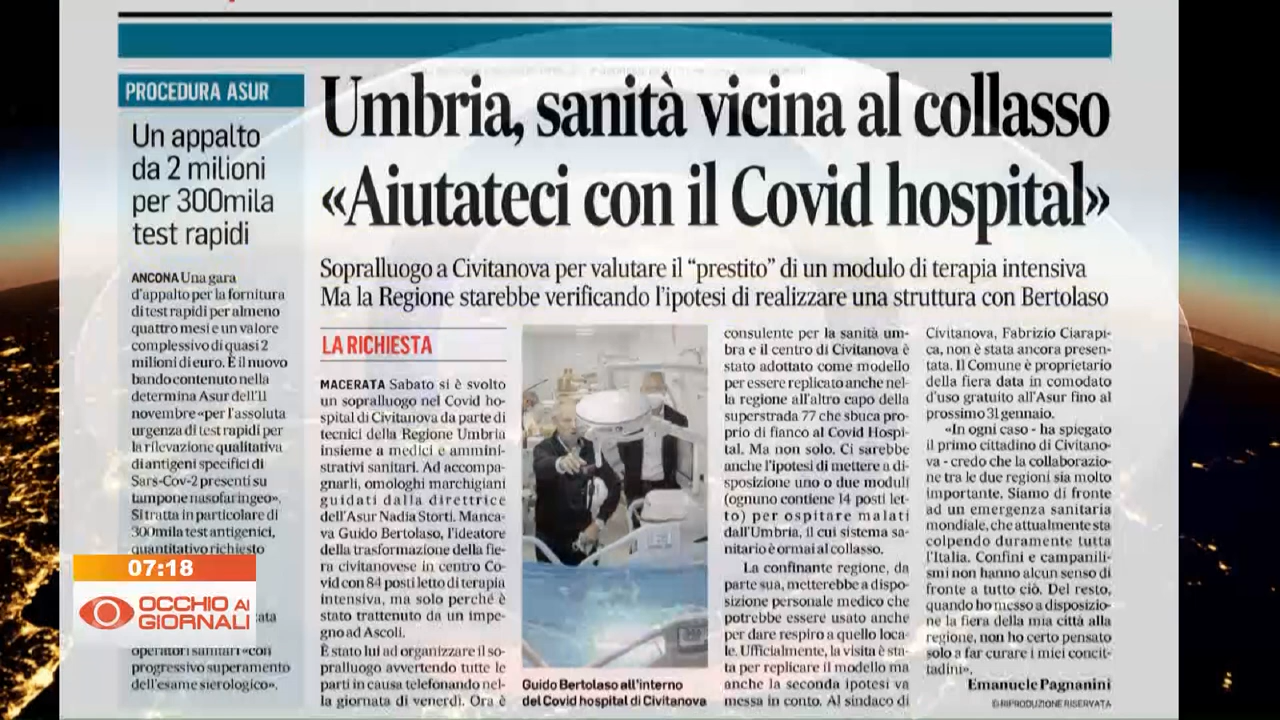 PROCEDURA ASUR
Un appalto
da 2 milioni
per 300mila
test rapidi
ANCONA Una gara
d'appalto per la fornitura
di test rapidi per almeno
quattro mesi e un valore
complessivo di quasi 2
milioni di euro. È il nuovo
bando contenuto nella
determina Asur dell'11
novembre «per l'assoluta
urgenza di test rapidi per
la rilevazione qualitativa
di antigeni specifici di
Sars-Cov-2 presenti su
tampone nasofaringeo».
Si tratta in particolare di
300mila test antigenici,
quantitativo richiesto
operatori sanitari «con
progressivo superamento
dell'esame sierologico».
Umbria, sanità vicina al collasso
«Aiutateci con il Covid hospital»
Sopralluogo a Civitanova per valutare il "prestito" di un modulo di terapia intensiva
Ma la Regione starebbe verificando l'ipotesi di realizzare una struttura con Bertolaso
LA RICHIESTA
MACERATA Sabato si è svolto
un sopralluogo nel Covid ho-
spital di Civitanova da parte di
tecnici della Regione Umbria
insieme a medici e ammini-
strativi sanitari. Ad accompa-
gnarli, omologhi marchigiani
guidati dalla direttrice
dell'Asur Nadia Storti. Manca-
va Guido Bertolaso, l'ideatore
della trasformazione della fie-
ra civitanovese in centro Co-
vid con 84 posti letto di terapia
intensiva, ma solo perché è
stato trattenuto da un impe-
gno ad Ascoli.
È stato lui ad organizzare il so-
pralluogo avvertendo tutte le
parti in causa telefonando nel-
la giornata di venerdì. Ora è
Guido Bertolaso all'interno
del Covid hospital di Civitanova
consulente per la sanità um-
bra e il centro di Civitanova è
stato adottato come modello
per essere replicato anche nel-
la regione all'altro capo della
superstrada 77 che sbuca pro-
prio di fianco al Covid Hospi-
tal. Ma non solo. Ci sarebbe
anche l'ipotesi di mettere a di-
sposizione uno o due moduli
(ognuno contiene 14 posti let-
to) per ospitare malati
dall'Umbria, il cui sistema sa-
nitario è ormai al collasso.
La confinante regione, da
parte sua, metterebbe a dispo-
sizione personale medico che
potrebbe essere usato anche
per dare respiro a quello loca-
le. Ufficialmente, la visita è sta-
ta per replicare il modello ma
anche la seconda ipotesi va
messa in conto. Al sindaco di
Civitanova, Fabrizio Ciarapi-
ca, non è stata ancora presen-
tata. Il Comune è proprietario
della fiera data in comodato
d'uso gratuito all'Asur fino al
prossimo 31 gennaio.
«In ogni caso - ha spiegato
il primo cittadino di Civitano-
va - credo che la collaborazio-
ne tra le due regioni sia molto
importante. Siamo di fronte
ad un emergenza sanitaria
mondiale, che attualmente sta
colpendo duramente tutta
l'Italia. Confini e campanili-
smi non hanno alcun senso di
fronte a tutto ciò. Del resto,
quando ho messo a disposizio-
ne la fiera della mia città alla
regione, non ho certo pensato
solo a far curare i miei concit-
tadini».
Emanuele Pagnanini
©RIPRODUZIONE RISERVATA
07:18
OCCHIO AI
GIORNALI